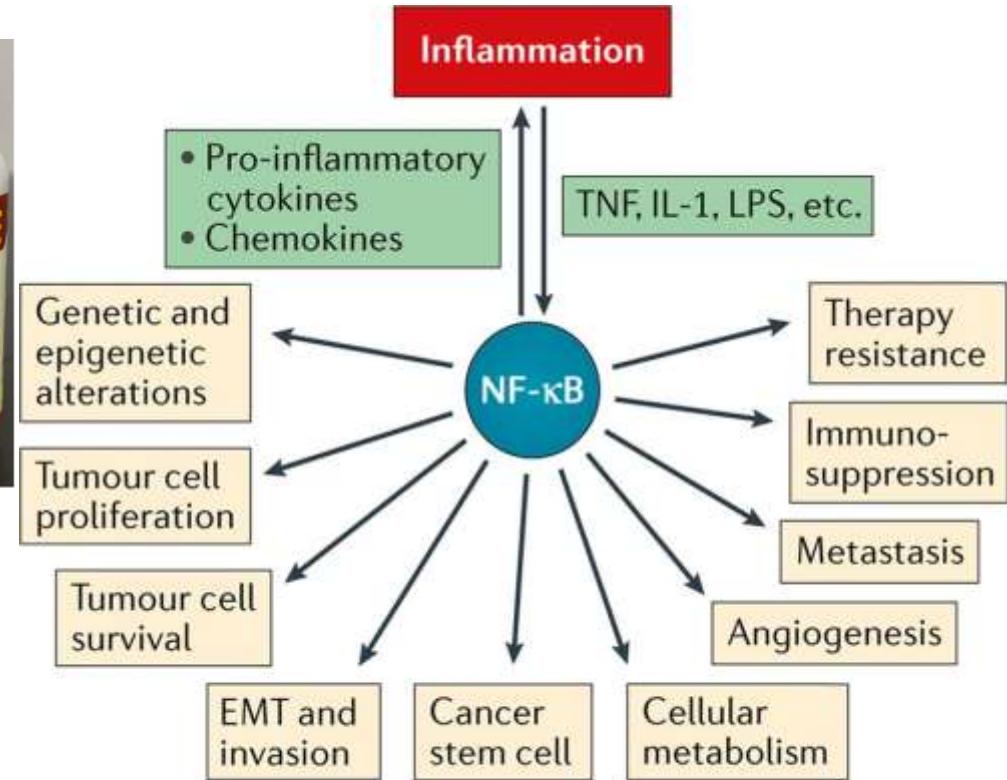 Inflammation
• Pro-inflammatory
cytokines
• Chemokines
TNF, IL-1, LPS, etc.
Genetic and
epigenetic
alterations
Therapy
resistance
NF-κB
Immuno-
suppression
Tumour cell
proliferation
Metastasis
Tumour cell
survival
Angiogenesis
EMT and
invasion
Cancer
stem cell
Cellular
metabolism